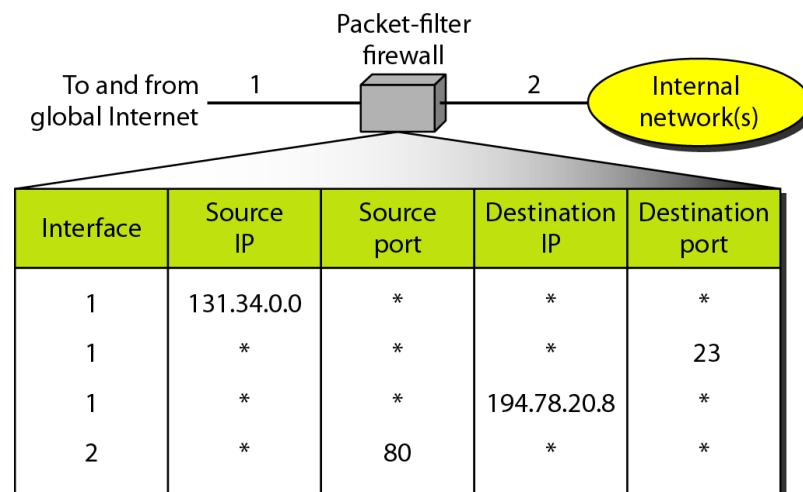 Packet-filter
firewall
To and from
global Internet
1
2
Internal
network(s)
Interface
Source
IP
Source
port
Destination
IP
Destination
port
1 131.34.0.0 * * *
1 * * * 23
1 * * 194.78.20.8 *
2 * 80 * *